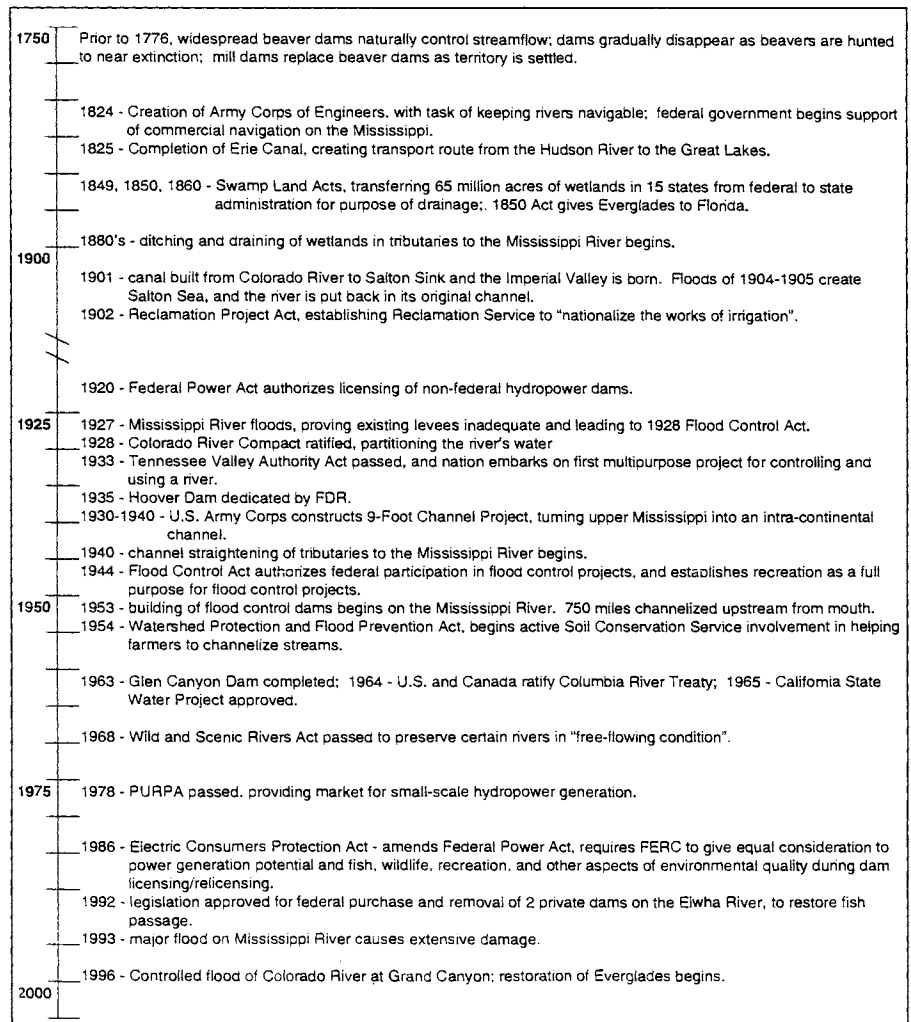 1750 Prior to 1776, widespread beaver dams naturally control streamflow; dams gradually disappear as beavers are hunted
to near extinction; mill dams replace beaver dams as territory is settled.
1824 - Creation of Army Corps of Engineers, with task of keeping rivers navigable; federal government begins support
of commercial navigation on the Mississippi.
1825 - Completion of Erie Canal, creating transport route from the Hudson River to the Great Lakes.
1849, 1850, 1860 - Swamp Land Acts, transferring 65 million acres of wetlands in 15 states from federal to state
administration for purpose of drainage;. 1850 Act gives Everglades to Florida.
1880's - ditching and draining of wetlands in tributaries to the Mississippi River begins.
1900
1901 - canal built from Colorado River to Salton Sink and the Imperial Valley is born. Floods of 1904-1905 create
Salton Sea, and the river is put back in its original channel.
1902 - Reclamation Project Act, establishing Reclamation Service to "nationalize the works of irrigation".
1920 - Federal Power Act authorizes licensing of non-federal hydropower dams.
1925 1927 - Mississippi River floods, proving existing levees inadequate and leading to 1928 Flood Control Act.
1928 - Colorado River Compact ratified, partitioning the river's water
1933 - Tennessee Valley Authority Act passed, and nation embarks on first multipurpose project for controlling and
using a river.
1935 - Hoover Dam dedicated by FDR.
1930-1940 - U.S. Army Corps constructs 9-Foot Channel Project, turning upper Mississippi into an intra-continental
channel.
1940 - channel straightening of tributaries to the Mississippi River begins.
1944 - Flood Control Act authorizes federal participation in flood control projects, and establishes recreation as a full
purpose for flood control projects.
1950 1953 - building of flood control dams begins on the Mississippi River. 750 miles channelized upstream from mouth.
1954 - Watershed Protection and Flood Prevention Act, begins active Soil Conservation Service involvement in helping
farmers to channelize streams.
1963 - Glen Canyon Dam completed; 1964 - U.S. and Canada ratify Columbia River Treaty; 1965 - California State
Water Project approved.
1968 - Wild and Scenic Rivers Act passed to preserve certain rivers in "free-flowing condition".
1975 1978 - PURPA passed, providing market for small-scale hydropower generation.
1986 - Electric Consumers Protection Act - amends Federal Power Act, requires FERC to give equal consideration to
power generation potential and fish, wildlife, recreation, and other aspects of environmental quality during dam
licensing/relicensing.
1992 - legislation approved for federal purchase and removal of 2 private dams on the Elwha River, to restore fish
passage.
1993 - major flood on Mississippi River causes extensive damage.
1996 - Controlled flood of Colorado River at Grand Canyon; restoration of Everglades begins.
2000